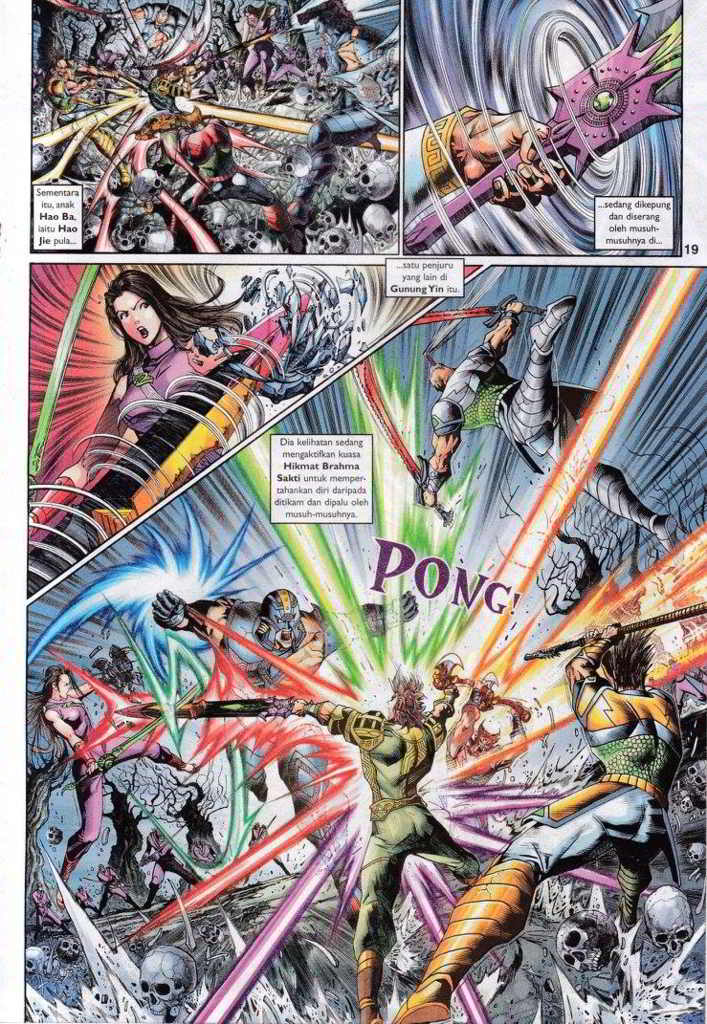 Sementara
itu, anak
Hao Ba,
iaitu Hao
Jie pula...
...sedang dikepung
dan diserang
oleh musuh-
musuhnya di...
19
...satu penjuru
yang lain di
Gunung Yin itu.
Dia kelihatan sedang
mengaktifkan kuasa
Hikmat Brahma
Sakti untuk memper-
tahankan diri daripada
ditikam dan dipalu oleh
musuh-musuhnya.
PONG!